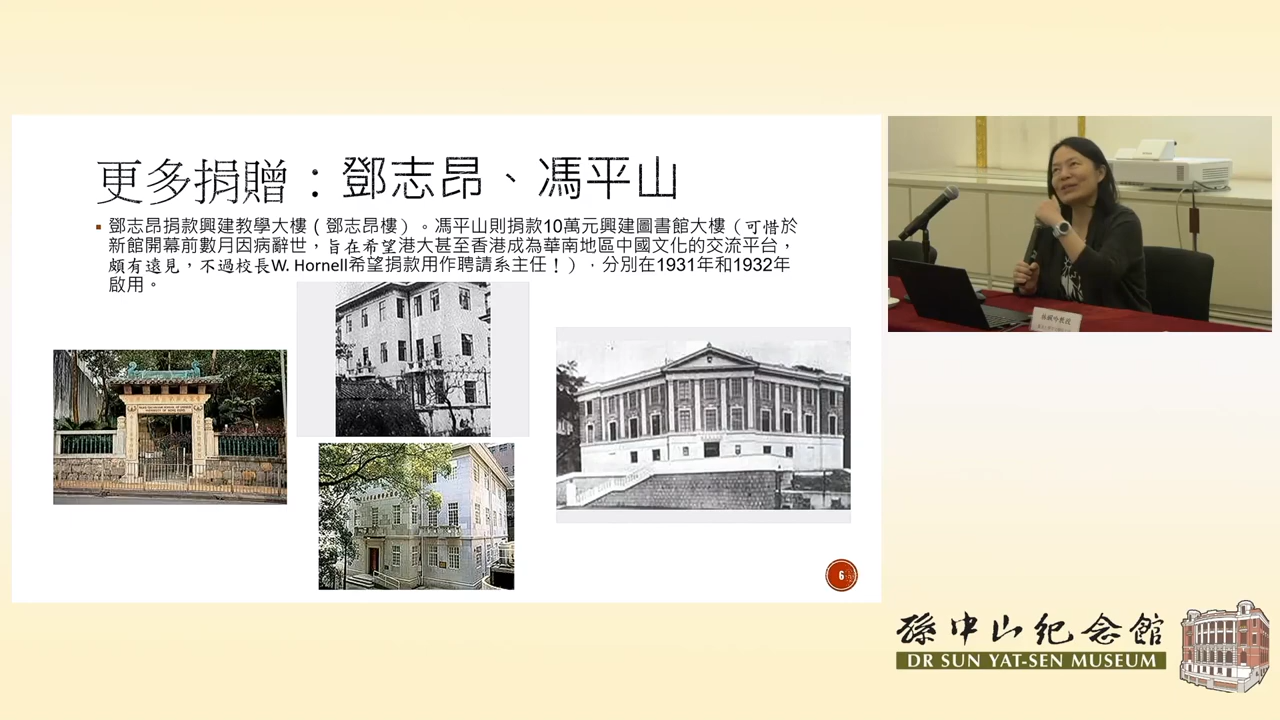 更多捐贈：鄧志昂、馮平山
▪ 鄧志昂捐款興建教學大樓（鄧志昂樓）。馮平山則捐款10萬元興建圖書館大樓（可惜於
新館開幕前數月因病辭世，旨在希望港大甚至香港成為華南地區中國文化的交流平台，
頗有遠見，不過校長W. Hornell希望捐款用作聘請系主任！），分別在1931年和1932年
啟用。
6
孫中山紀念館
DR SUN YAT-SEN MUSEUM